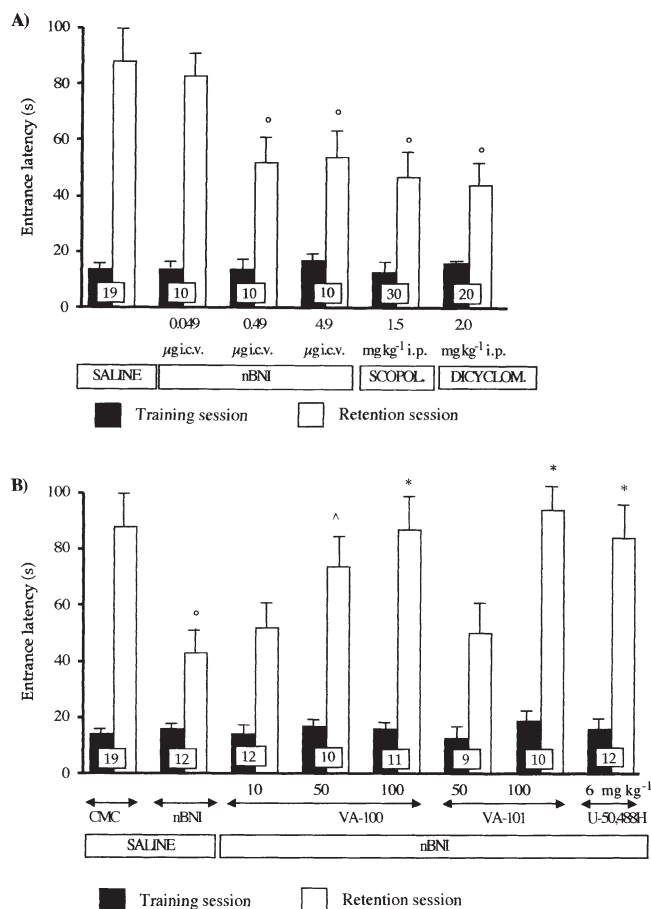 A)
100
80
60
40
20
0
Entrance latency (s)
° ° ° °
19 10 10 10 30 20
0.049 0.49 4.9 1.5 2.0
µg i.c.v. µg i.c.v. µg i.c.v. mg kg-1 i.p. mg kg-1 i.p.
SALINE nBNI SCOPOL. DICYCLOM.
Training session Retention session
B)
100
80
60
40
20
0
Entrance latency (s)
° ^ * * *
19 12 12 10 11 9 10 12
10 50 100 50 100 6 mg kg-1
CMC nBNI VA-100 VA-101 U-50,488H
SALINE nBNI
Training session Retention session